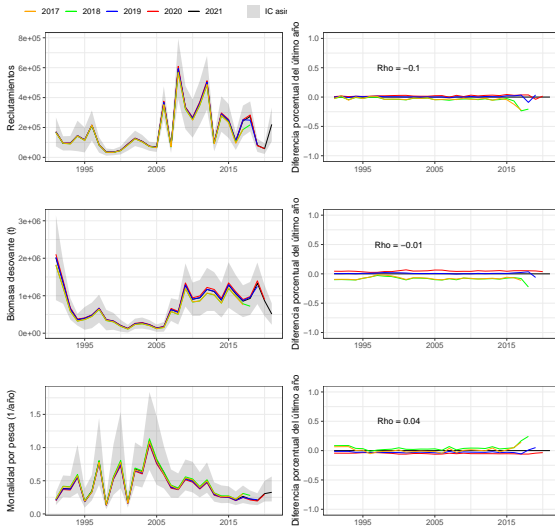 2017 2018 2019 2020 2021 IC asir
Reclutamientos
8e+05
6e+05
4e+05
2e+05
0e+00
1995 2005 2015
Diferencia porcentual del último año
1.0
0.5
0.0
−0.5
−1.0
Rho = −0.1
1995 2005 2015
Biomasa desovante (t)
3e+06
2e+06
1e+06
0e+00
1995 2005 2015
Diferencia porcentual del último año
1.0
0.5
0.0
−0.5
−1.0
Rho = −0.01
1995 2005 2015
Mortalidad por pesca (1/año)
1.5
1.0
0.5
0.0
1995 2005 2015
Diferencia porcentual del último año
1.0
0.5
0.0
−0.5
−1.0
Rho = 0.04
1995 2005 2015